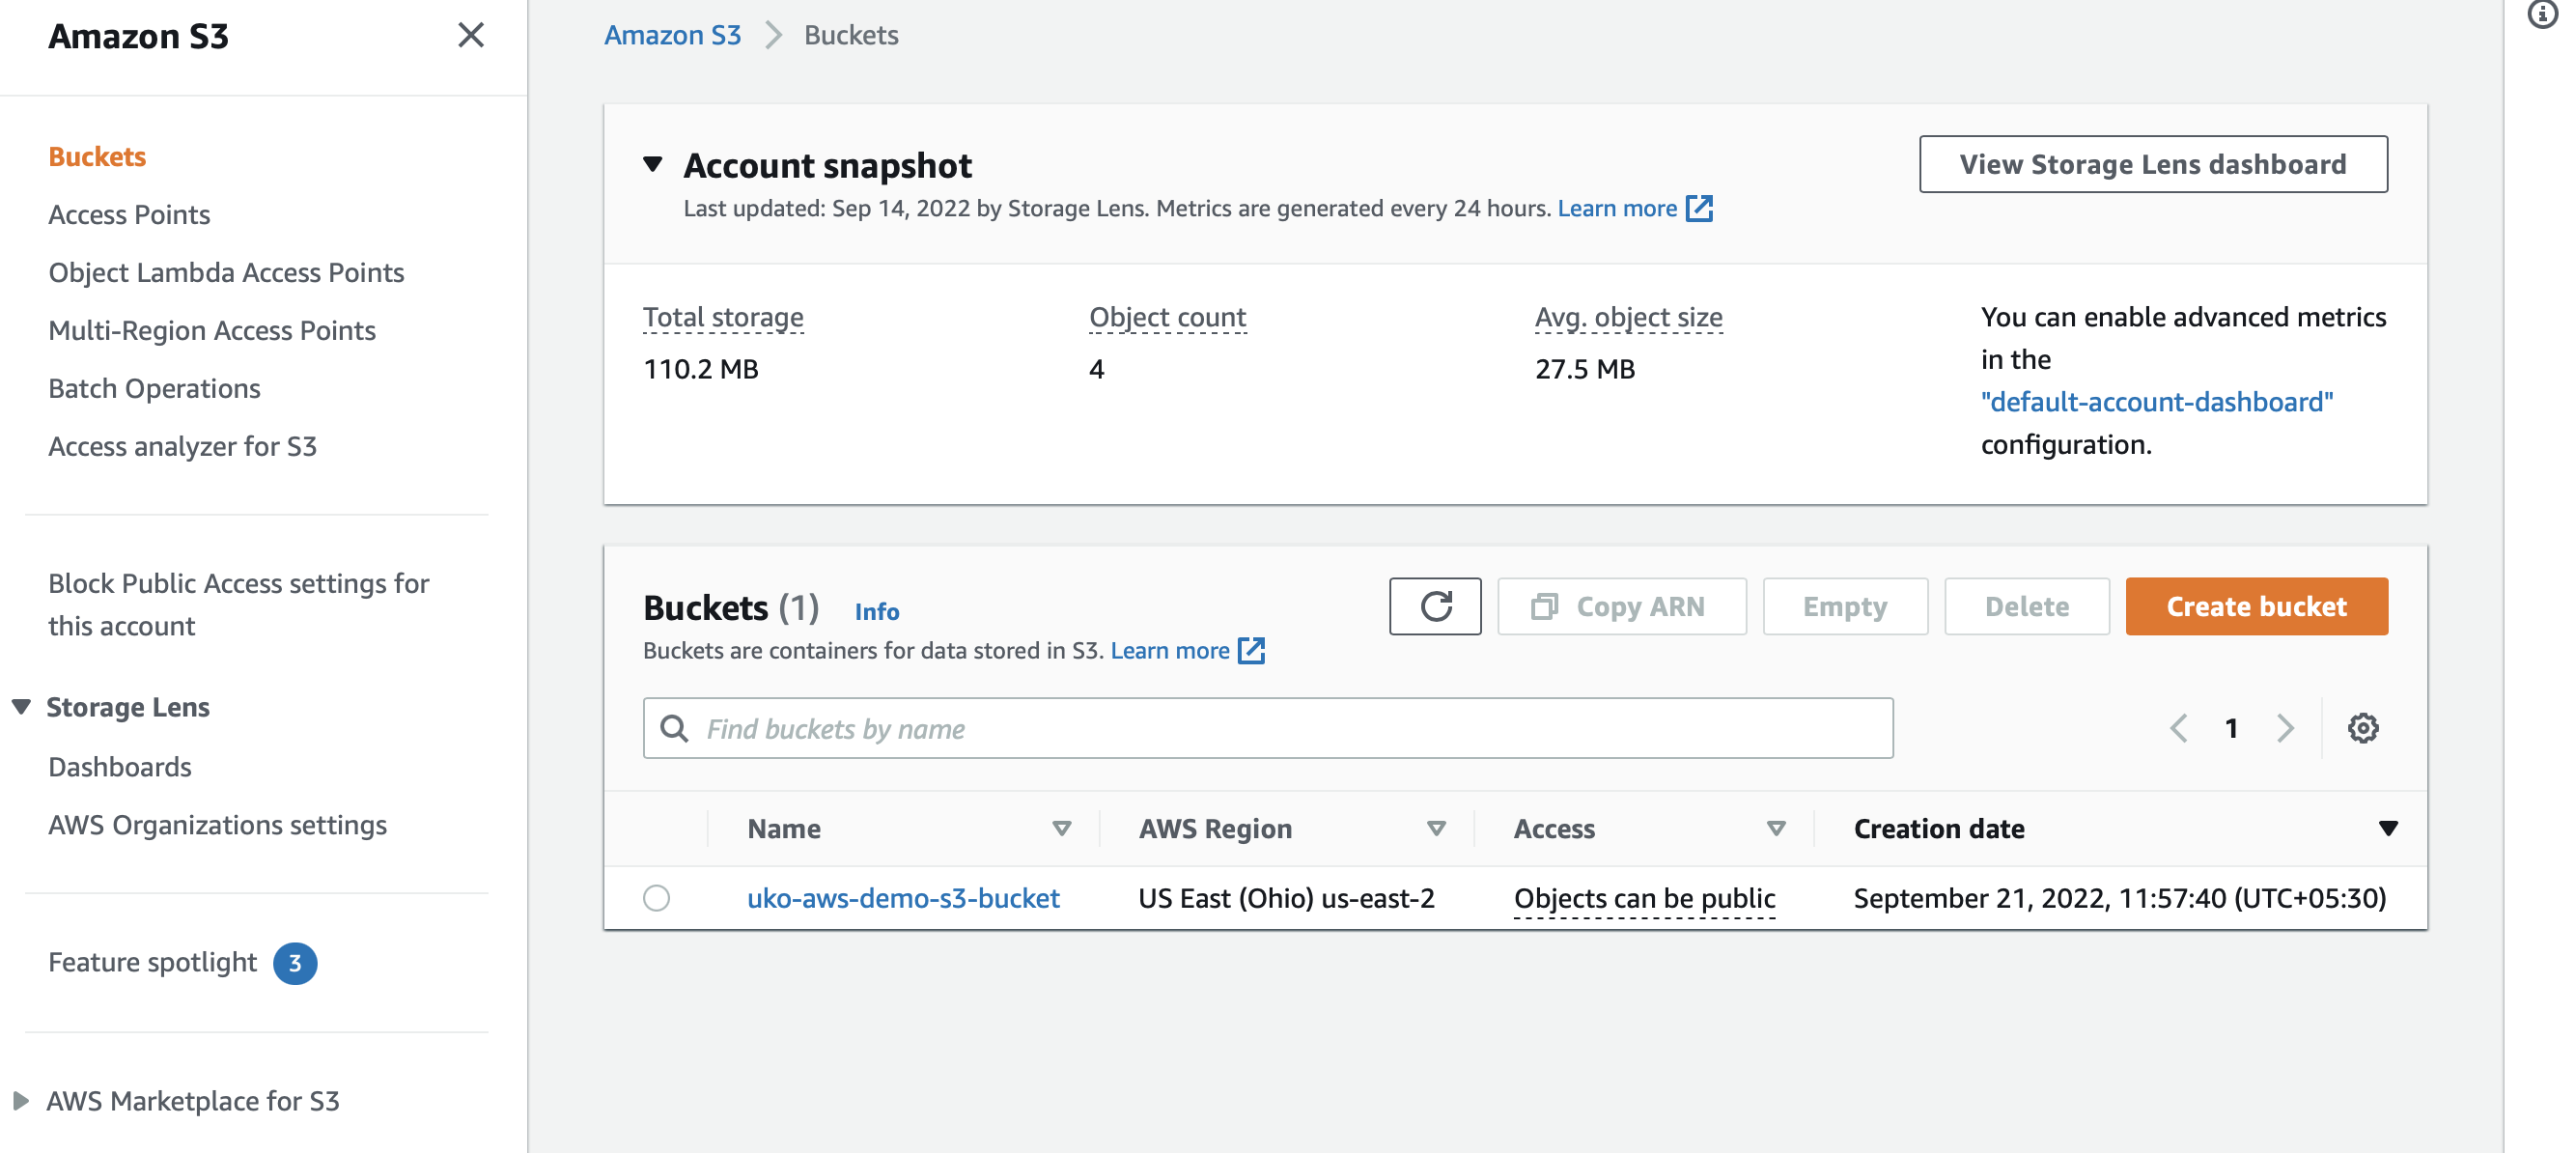 Amazon S3
Buckets
Access Points
Object Lambda Access Points
Multi-Region Access Points
Batch Operations
Access analyzer for S3
Block Public Access settings for
this account
Storage Lens
Dashboards
AWS Organizations settings
Feature spotlight 3
AWS Marketplace for S3
Amazon S3 Buckets
Account snapshot
View Storage Lens dashboard
Last updated: Sep 14, 2022 by Storage Lens. Metrics are generated every 24 hours. Learn more
Total storage
110.2 MB
Object count
4
Avg. object size
27.5 MB
You can enable advanced metrics
in the
"default-account-dashboard"
configuration.
Buckets (1) Info
Copy ARN Empty Delete Create bucket
Buckets are containers for data stored in S3. Learn more
Find buckets by name
1
Name AWS Region Access Creation date
uko-aws-demo-s3-bucket US East (Ohio) us-east-2 Objects can be public September 21, 2022, 11:57:40 (UTC+05:30)